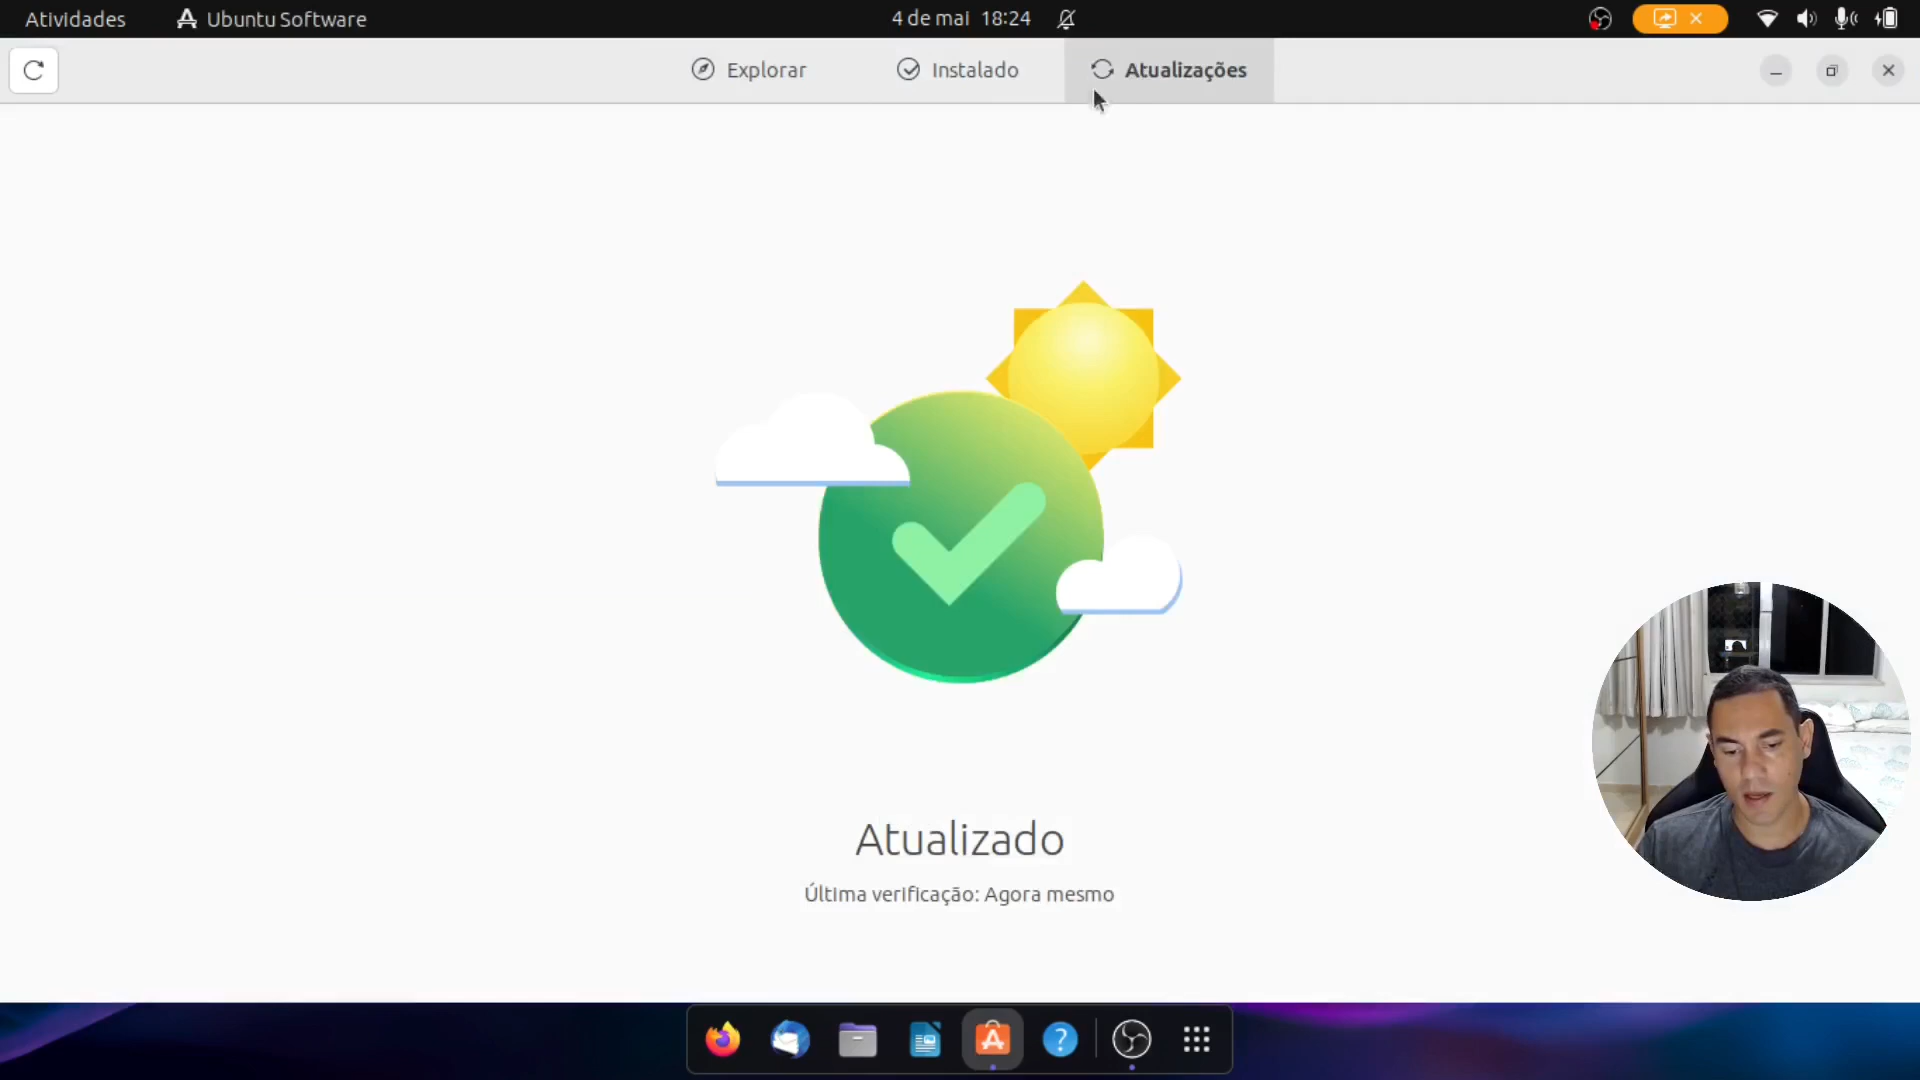 Atividades
Ubuntu Software
4 de mai 18:24
Explorar
Instalado
Atualizações
Atualizado
Última verificação: Agora mesmo